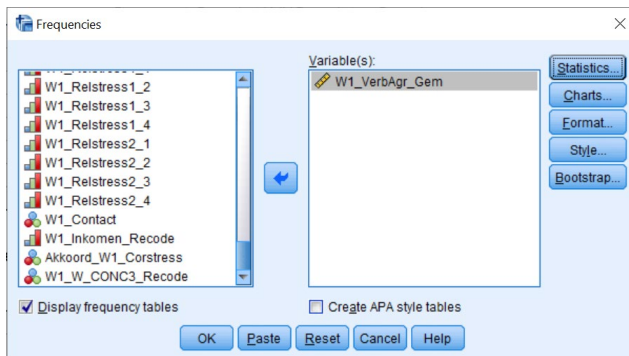 Frequencies
Variable(s):
W1_Relstress1_2
W1_Relstress1_3
W1_Relstress1_4
W1_Relstress2_1
W1_Relstress2_2
W1_Relstress2_3
W1_Relstress2_4
W1_Contact
W1_Inkomen_Recode
Akkoord_W1_Corstress
W1_W_CONC3_Recode
W1_VerbAgr_Gem
Statistics...
Charts...
Format...
Style...
Bootstrap...
Display frequency tables
Create APA style tables
OK Paste Reset Cancel Help